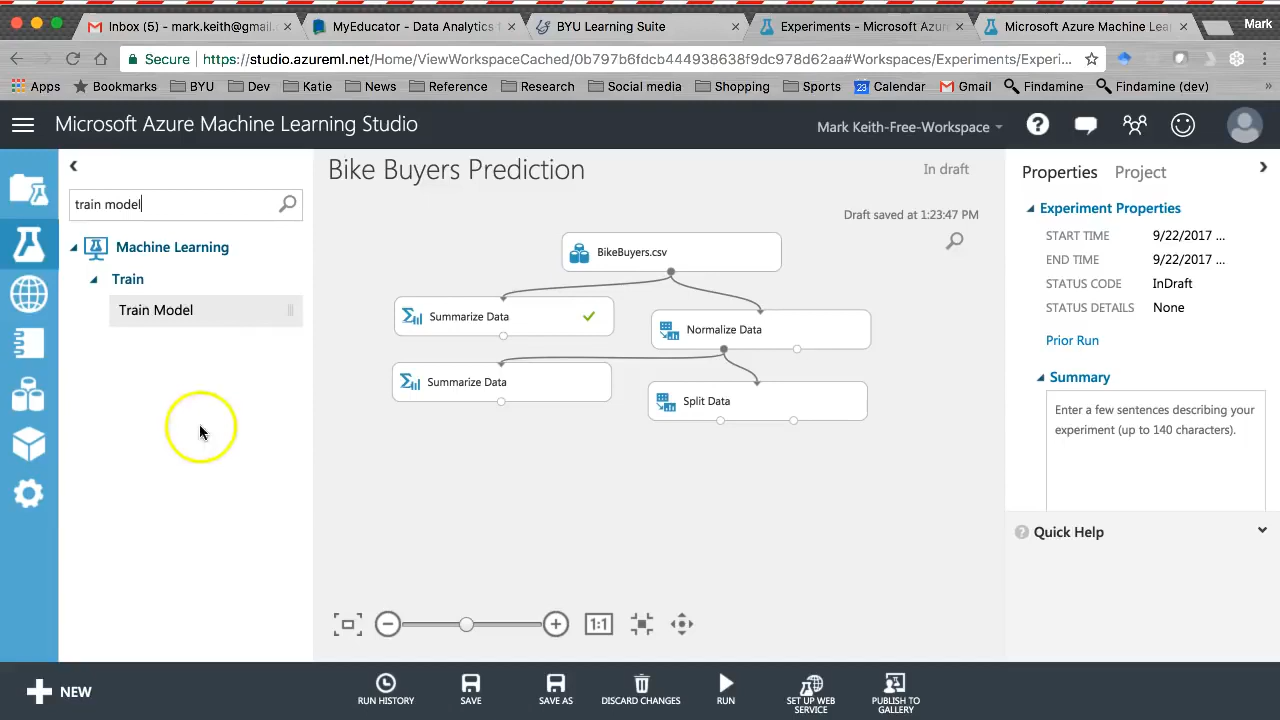 Inbox (5) - mark.keith@gmail.
MyEducator - Data Analytics f
BYU Learning Suite
Experiments - Microsoft Azure
Microsoft Azure Machine Lear
Mark
Secure
https://studio.azureml.net/Home/ViewWorkspaceCached/0b797b6fdcb444938638f9dc978d62aa#Workspaces/Experiments/Experi...
Apps
Bookmarks
BYU
Dev
Katie
News
Reference
Research
Social media
Shopping
Sports
23
Calendar
Gmail
Findamine
Findamine (dev)
»
Microsoft Azure Machine Learning Studio
Mark Keith-Free-Workspace
?
train model
Machine Learning
Train
Train Model
Bike Buyers Prediction
In draft
Draft saved at 1:23:47 PM
BikeBuyers.csv
Summarize Data
Normalize Data
Summarize Data
Split Data
1:1
Properties
Project
Experiment Properties
START TIME 9/22/2017 ...
END TIME 9/22/2017 ...
STATUS CODE InDraft
STATUS DETAILS None
Prior Run
Summary
Enter a few sentences describing your
experiment (up to 140 characters).
? Quick Help
NEW
RUN HISTORY
SAVE
SAVE AS
DISCARD CHANGES
RUN
SET UP WEB
SERVICE
PUBLISH TO
GALLERY